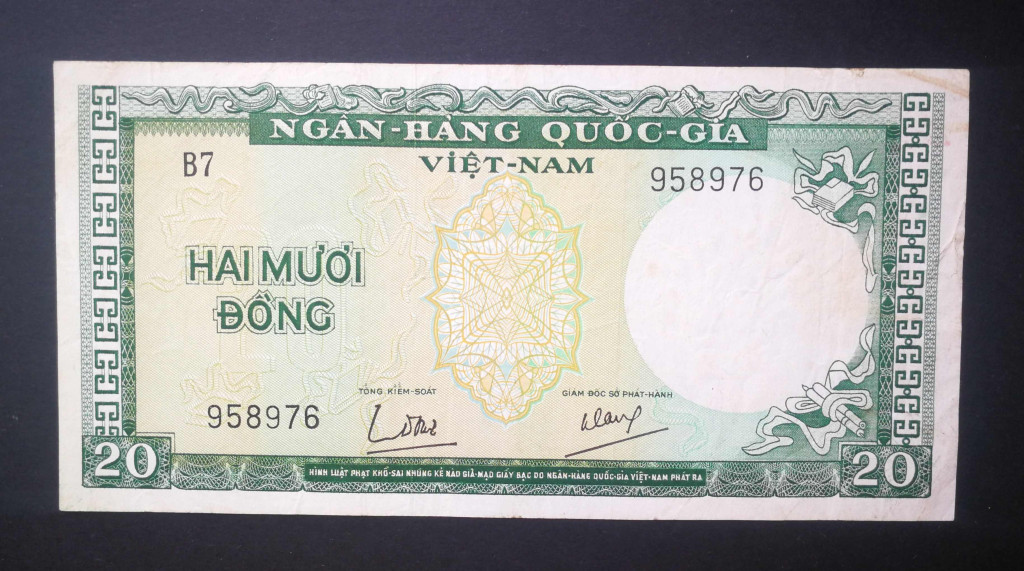 NGÂN-HÀNG QUỐC-GIA
VIỆT-NAM
B7
958976
HAI MƯƠI
ĐỒNG
TỔNG KIỂM-SOÁT
GIÁM ĐỐC SỞ PHÁT-HÀNH
958976
20
HÌNH LUẬT PHẠT KHỔ-SAI NHỮNG KẺ NÀO GIẢ-MẠO GIẤY BẠC DO NGÂN-HÀNG QUỐC-GIA VIỆT-NAM PHÁT RA
20